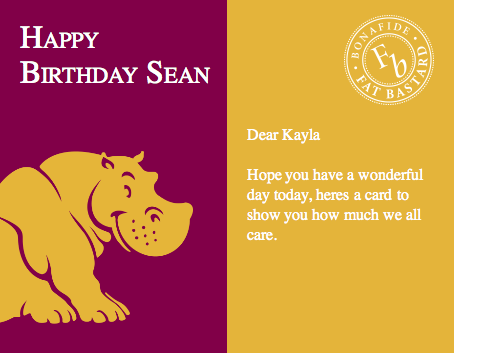 Happy
Birthday Sean
BONAFIDE
Fb
FAT BASTARD
Dear Kayla
Hope you have a wonderful
day today, heres a card to
show you how much we all
care.